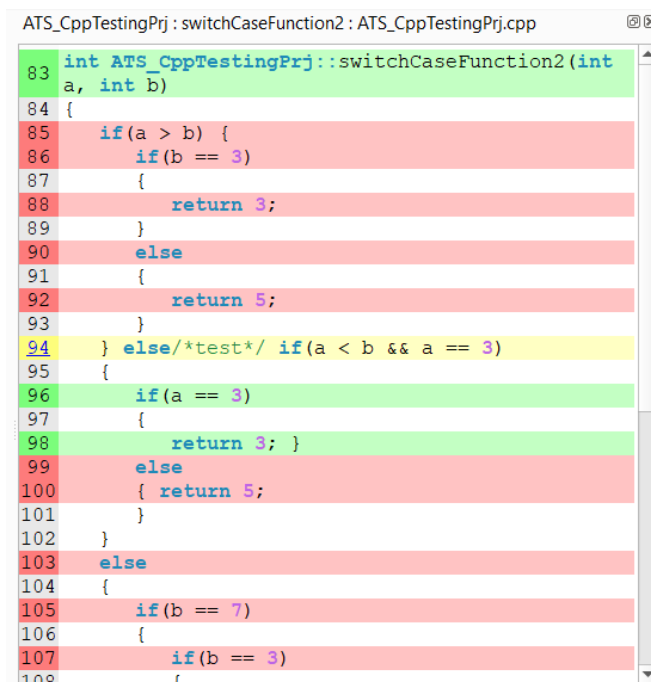 ATS_CppTestingPrj : switchCaseFunction2 : ATS_CppTestingPrj.cpp
83 int ATS_CppTestingPrj::switchCaseFunction2(int
a, int b)
84 {
85 if(a > b) {
86 if(b == 3)
87 {
88 return 3;
89 }
90 else
91 {
92 return 5;
93 }
94 } else/*test*/ if(a < b && a == 3)
95 {
96 if(a == 3)
97 {
98 return 3; }
99 else
100 { return 5;
101 }
102 }
103 else
104 {
105 if(b == 7)
106 {
107 if(b == 3)
108 {